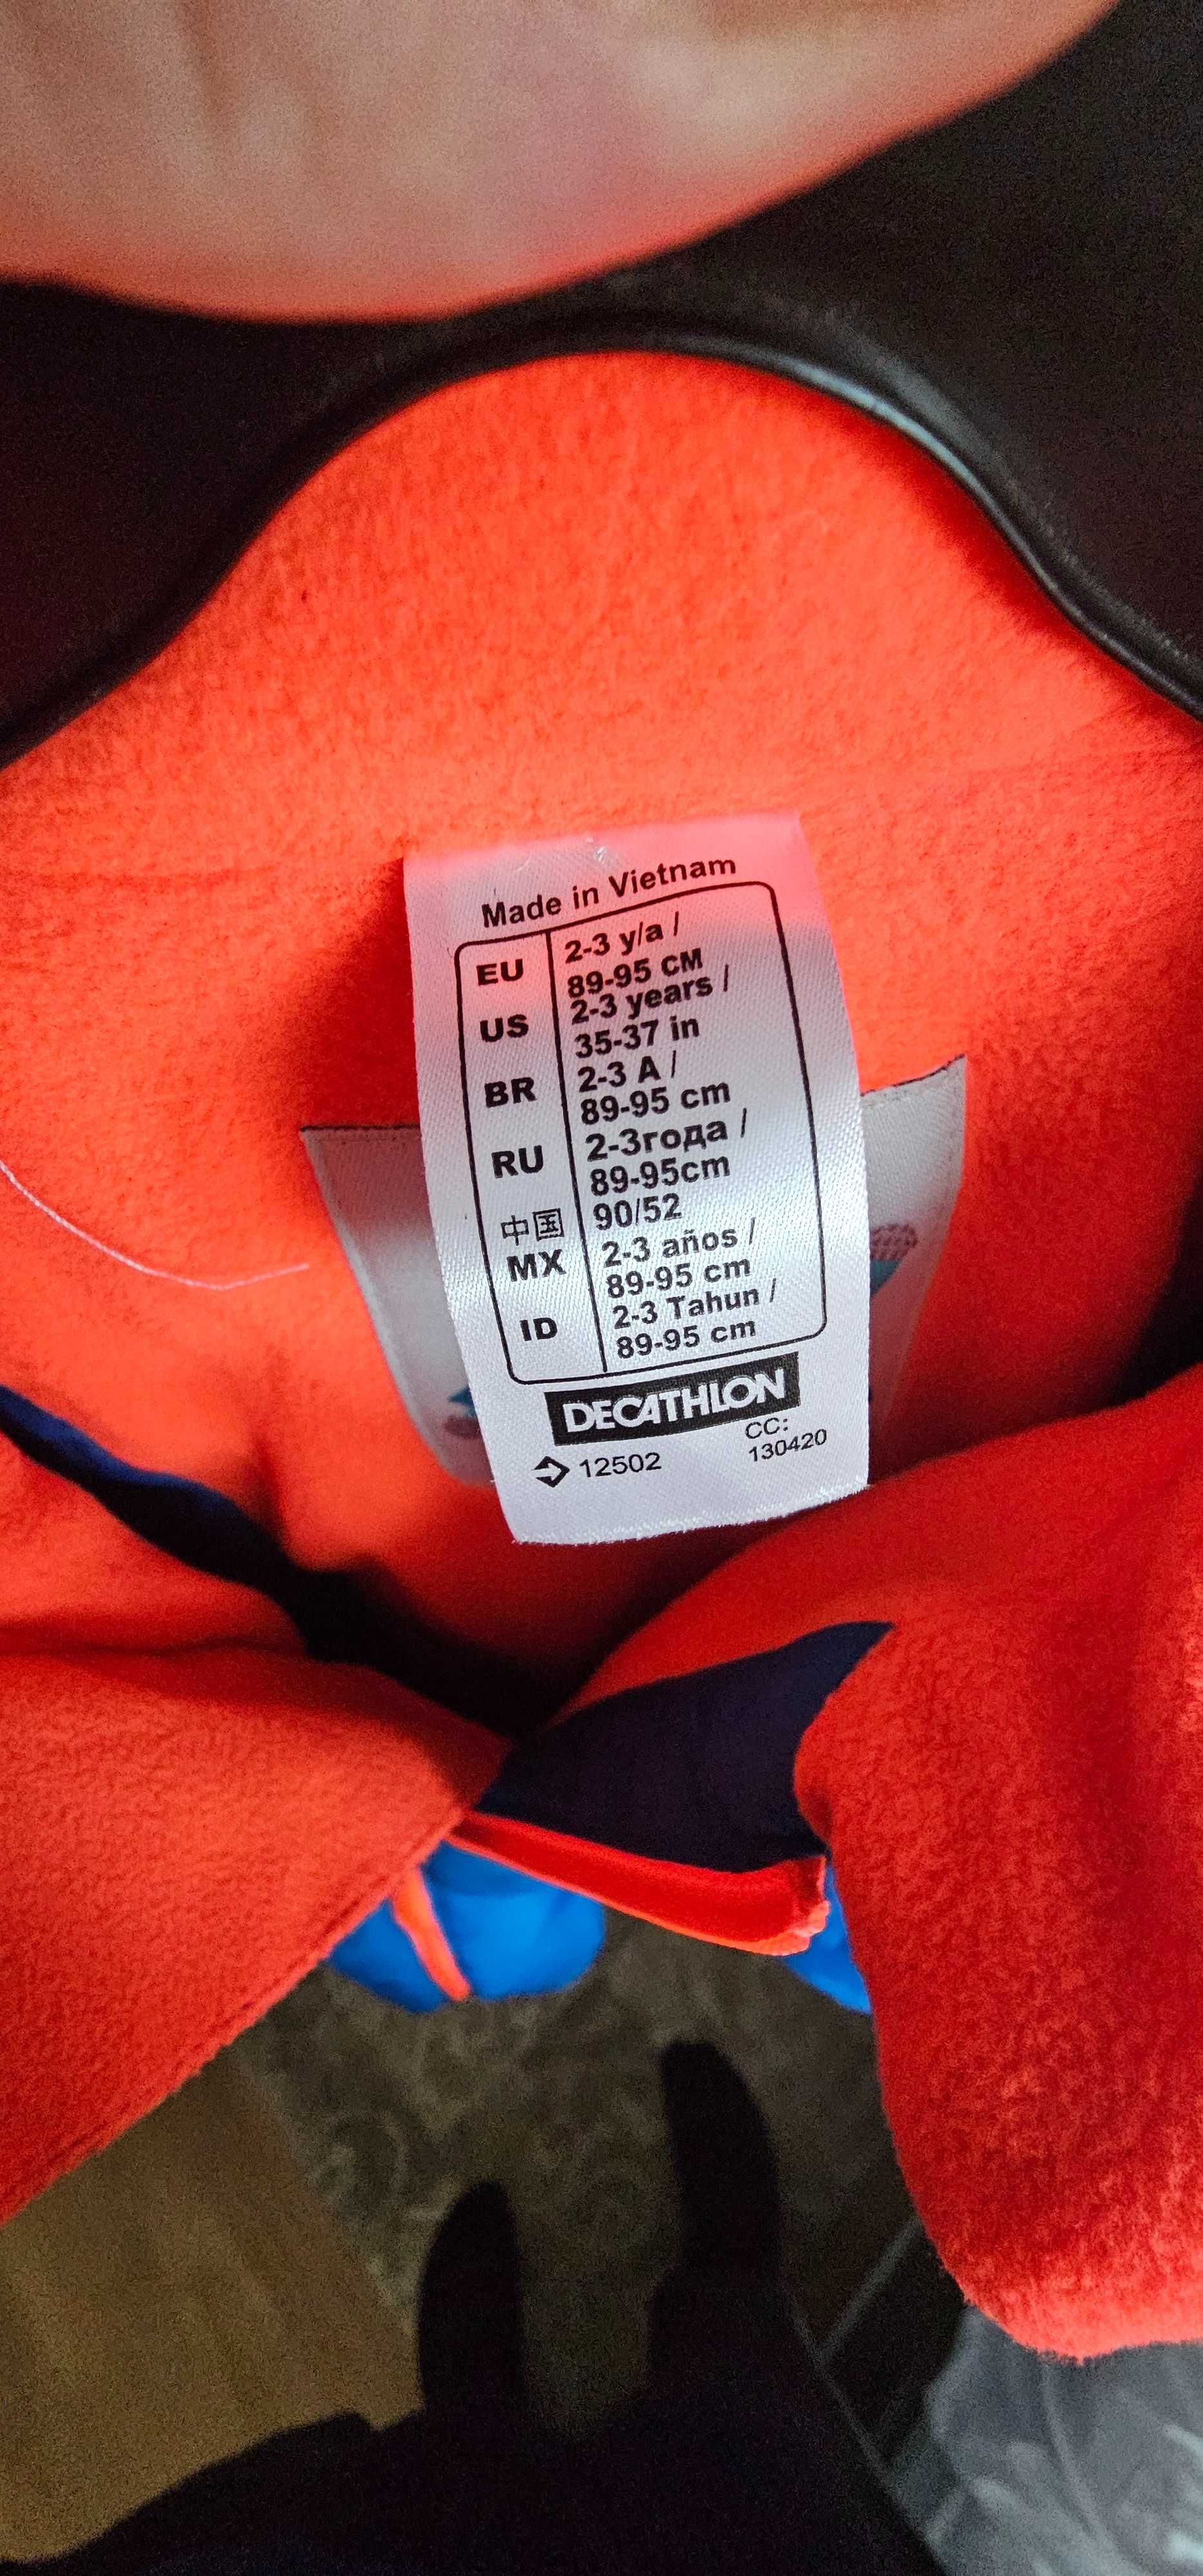 Made in Vietnam
EU 2-3 y/a /
89-95 CM
US 2-3 years /
35-37 in
BR 2-3 A /
89-95 cm
RU 2-3года /
89-95cm
中国 90/52
MX 2-3 años /
89-95 cm
ID 2-3 Tahun /
89-95 cm
DECATHLON
12502 CC:
130420